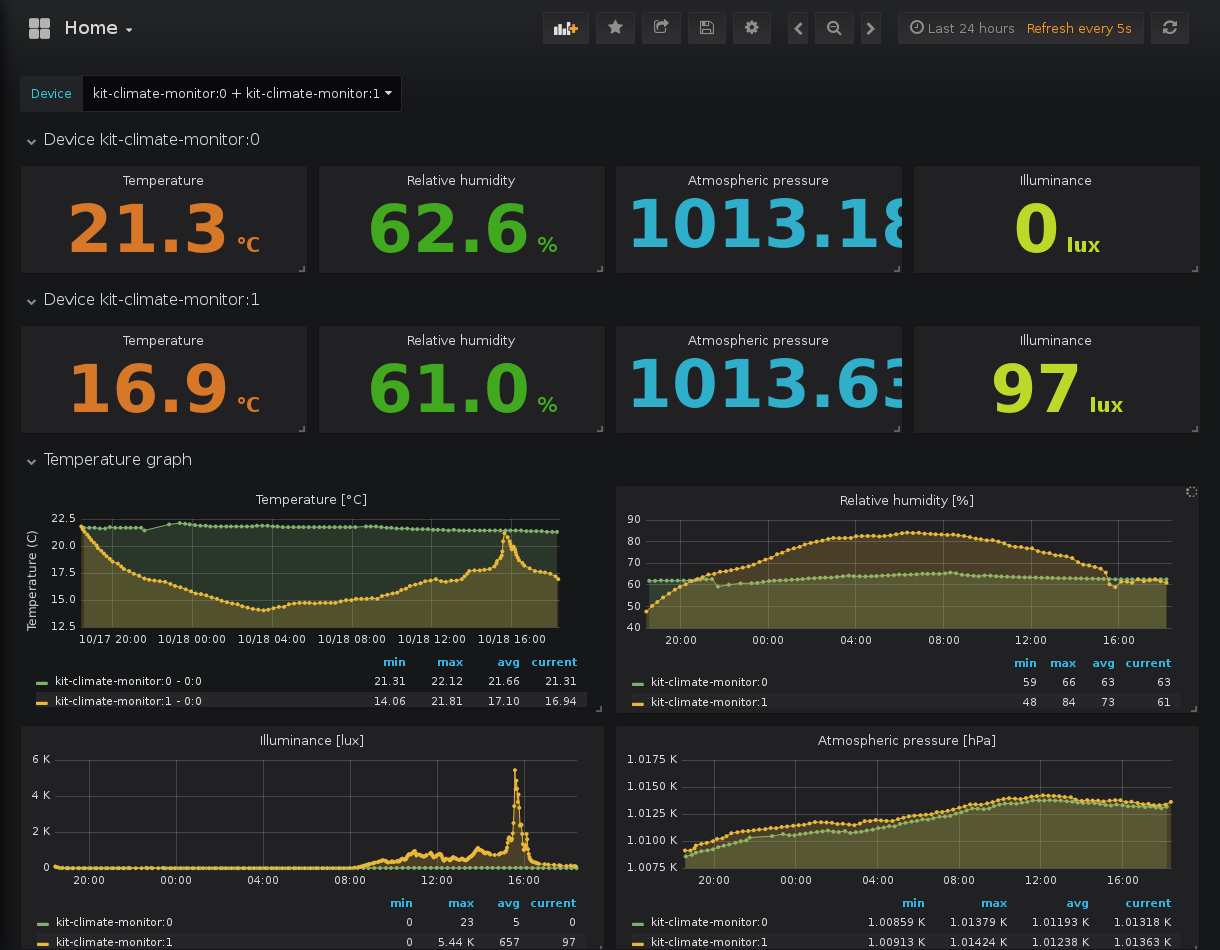 Home
Last 24 hours Refresh every 5s
Device kit-climate-monitor:0 + kit-climate-monitor:1
Device kit-climate-monitor:0
Temperature Relative humidity Atmospheric pressure Illuminance
21.3 °C 62.6 % 1013.18 0 lux
Device kit-climate-monitor:1
Temperature Relative humidity Atmospheric pressure Illuminance
16.9 °C 61.0 % 1013.63 97 lux
Temperature graph
Temperature [°C]
Temperature (C)
22.5
20.0
17.5
15.0
12.5
10/17 20:00 10/18 00:00 10/18 04:00 10/18 08:00 10/18 12:00 10/18 16:00
min max avg current
kit-climate-monitor:0 - 0:0 21.31 22.12 21.66 21.31
kit-climate-monitor:1 - 0:0 14.06 21.81 17.10 16.94
Relative humidity [%]
90
80
70
60
50
40
20:00 00:00 04:00 08:00 12:00 16:00
min max avg current
kit-climate-monitor:0 59 66 63 63
kit-climate-monitor:1 48 84 73 61
Illuminance [lux]
6 K
4 K
2 K
0
20:00 00:00 04:00 08:00 12:00 16:00
min max avg current
kit-climate-monitor:0 0 23 5 0
kit-climate-monitor:1 0 5.44 K 657 97
Atmospheric pressure [hPa]
1.0175 K
1.0150 K
1.0125 K
1.0100 K
1.0075 K
20:00 00:00 04:00 08:00 12:00 16:00
min max avg current
kit-climate-monitor:0 1.00859 K 1.01379 K 1.01193 K 1.01318 K
kit-climate-monitor:1 1.00913 K 1.01424 K 1.01238 K 1.01363 K